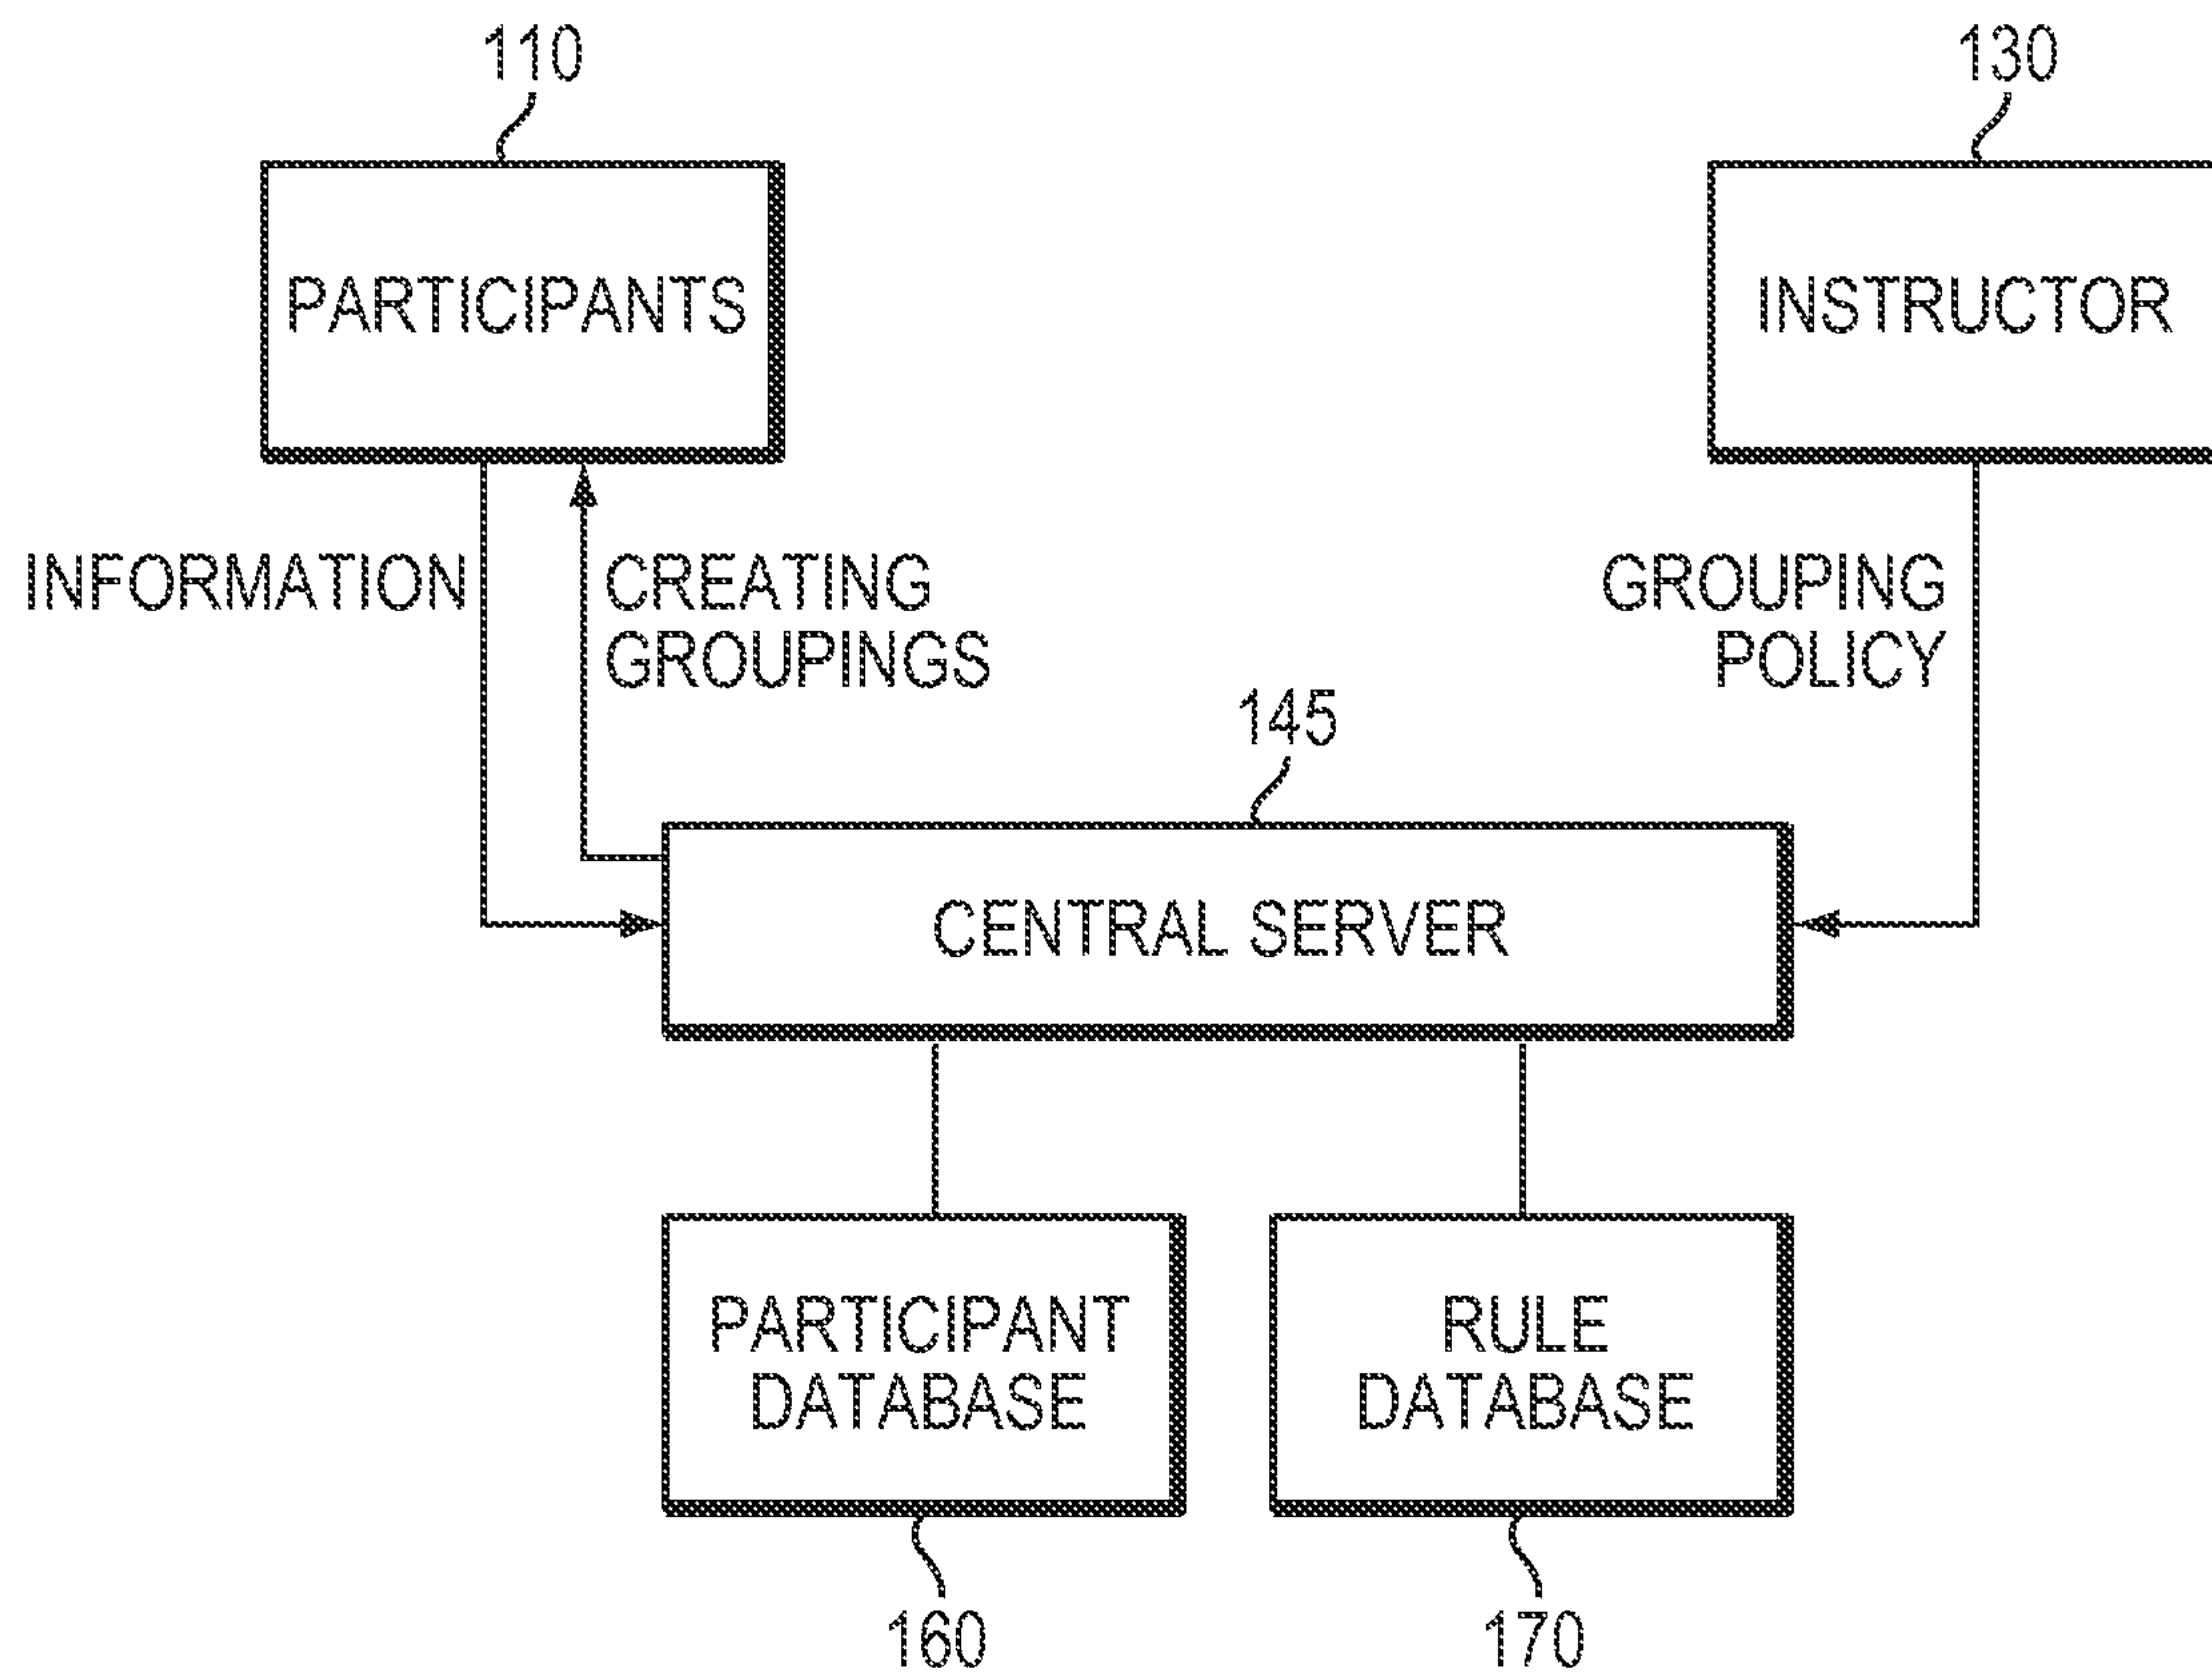 110
130
PARTICIPANTS
INSTRUCTOR
INFORMATION
CREATING
GROUPINGS
GROUPING
POLICY
145
CENTRAL SERVER
PARTICIPANT
DATABASE
RULE
DATABASE
160
170